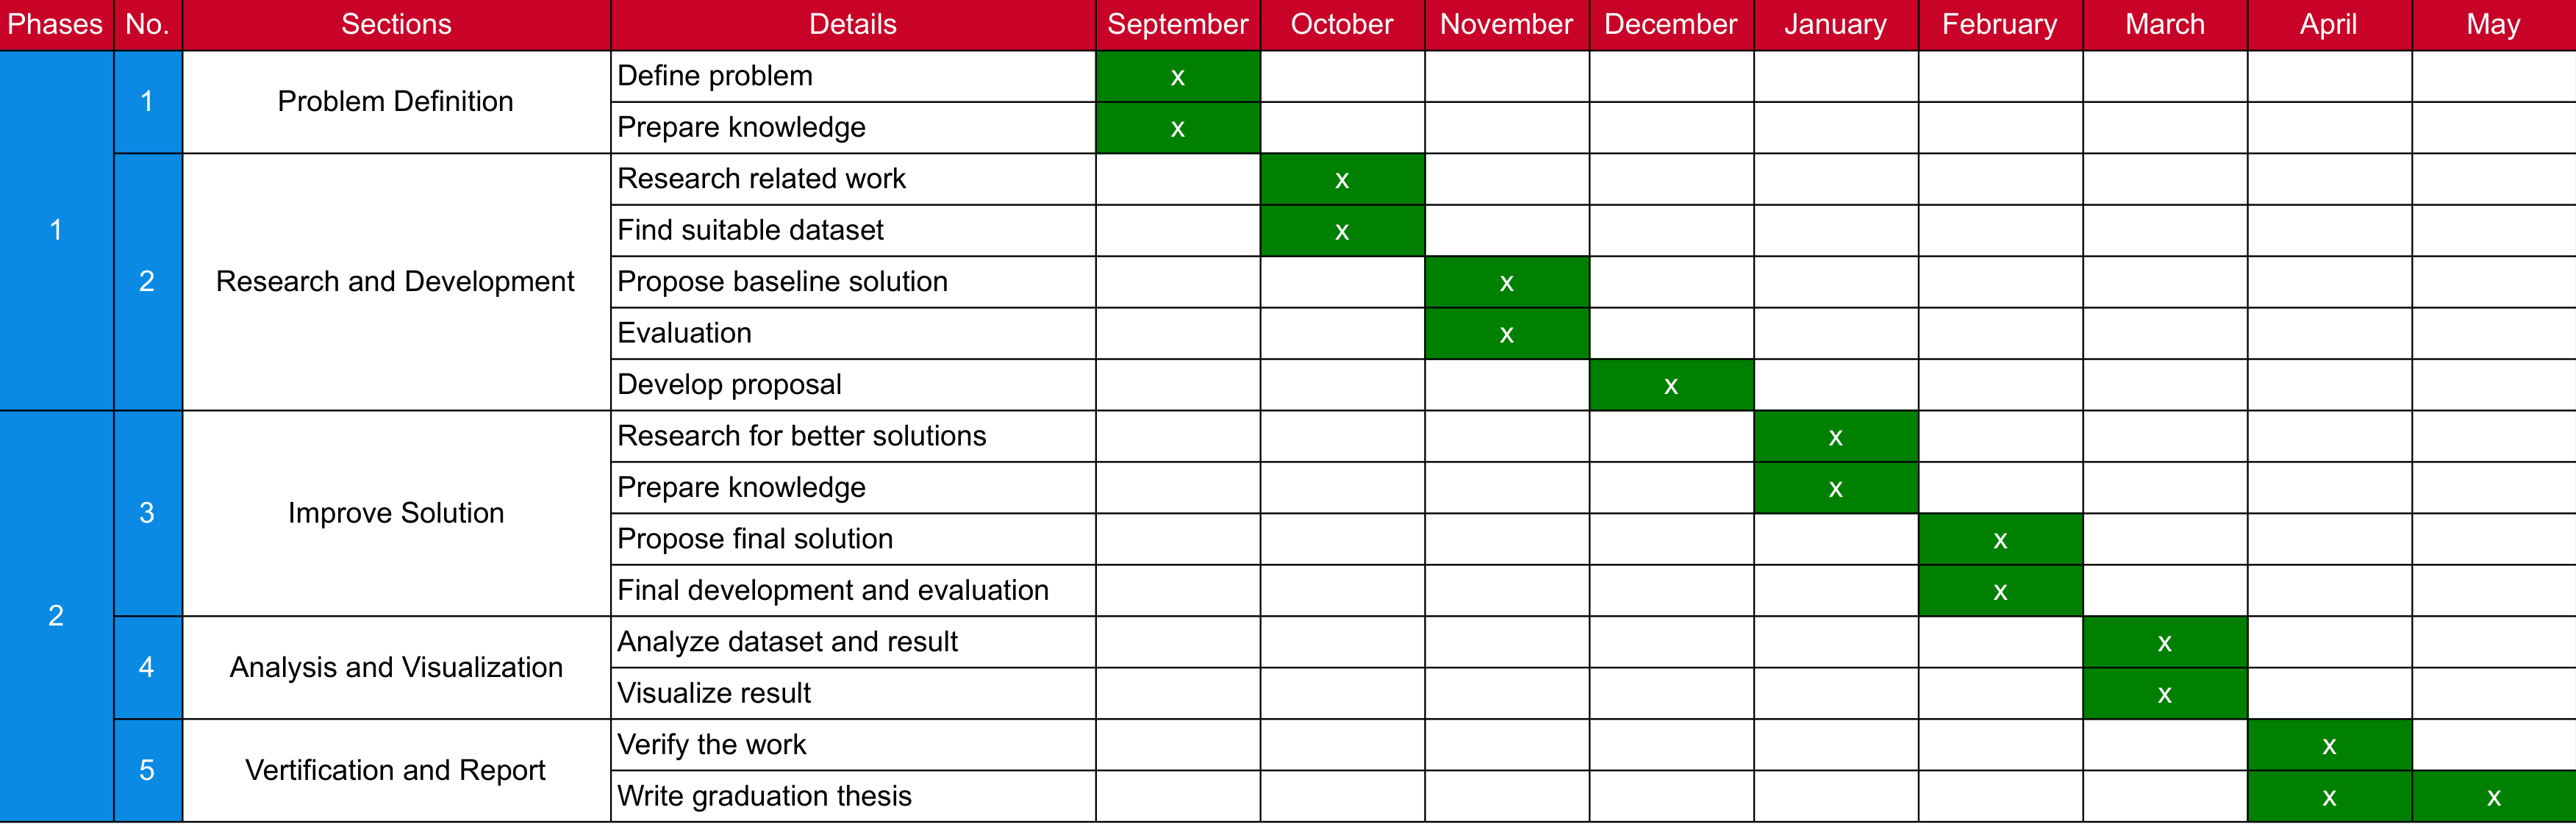 Phases No. Sections Details September October November December January February March April May
1 1 Problem Definition Define problem x
Prepare knowledge x
2 Research and Development Research related work x
Find suitable dataset x
Propose baseline solution x
Evaluation x
Develop proposal x
2 3 Improve Solution Research for better solutions x
Prepare knowledge x
Propose final solution x
Final development and evaluation x
4 Analysis and Visualization Analyze dataset and result x
Visualize result x
5 Vertification and Report Verify the work x
Write graduation thesis x x